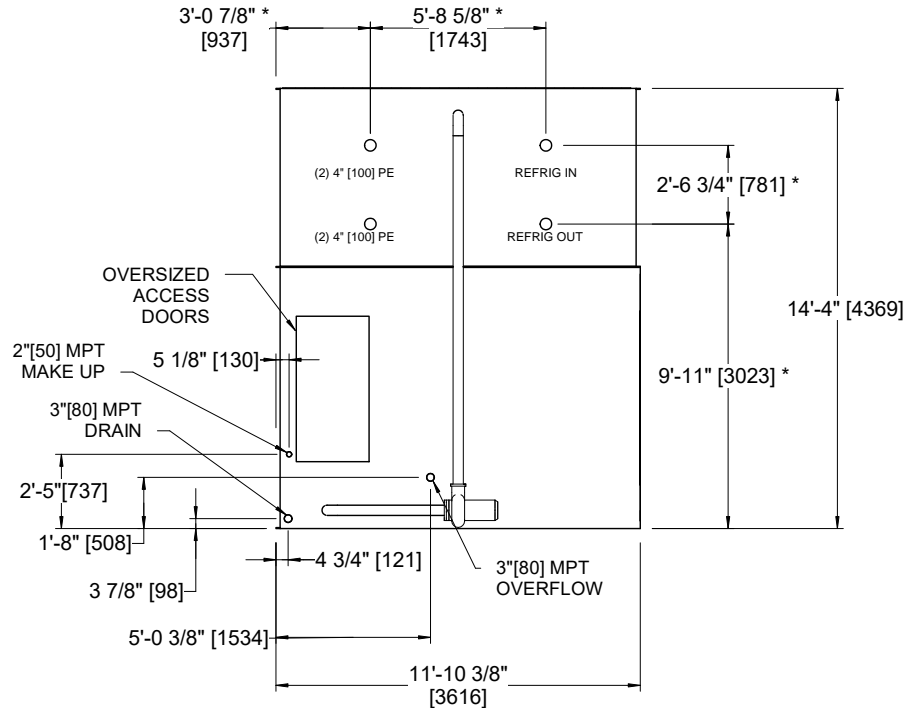 3'-0 7/8" *
[937]
5'-8 5/8" *
[1743]
(2) 4" [100] PE
REFRIG IN
2'-6 3/4" [781] *
(2) 4" [100] PE
REFRIG OUT
OVERSIZED
ACCESS
DOORS
14'-4" [4369]
2"[50] MPT
MAKE UP
5 1/8" [130]
9'-11" [3023] *
3"[80] MPT
DRAIN
2'-5"[737]
1'-8" [508]
4 3/4" [121]
3"[80] MPT
OVERFLOW
3 7/8" [98]
5'-0 3/8" [1534]
11'-10 3/8"
[3616]